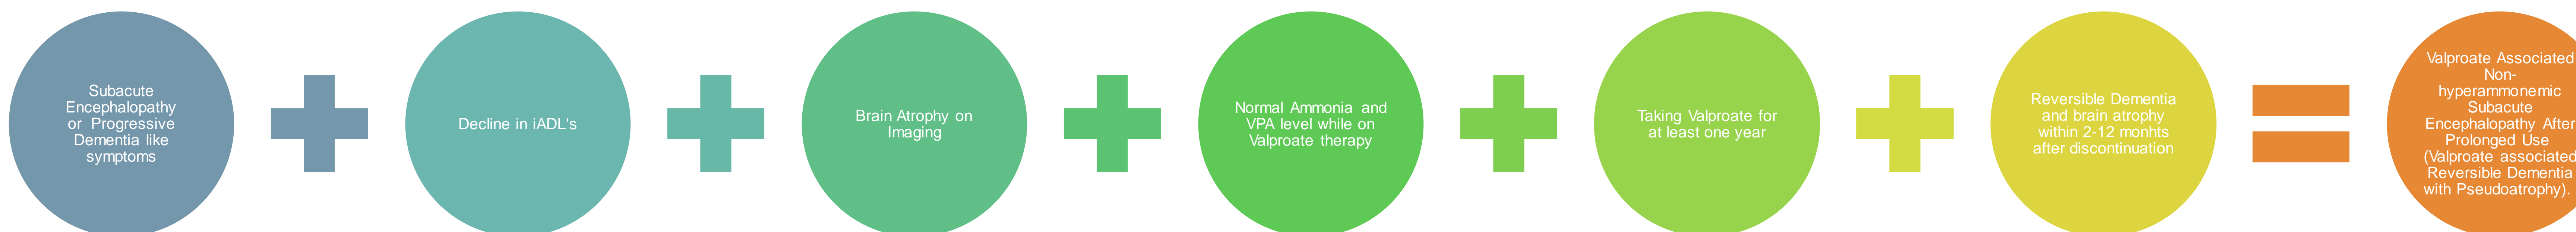 Subacute
Encephalopathy
or Progressive
Dementia like
symptoms
Decline in iADL's
Brain Atrophy on
Imaging
Normal Ammonia and
VPA level while on
Valproate therapy
Taking Valproate for
at least one year
Reversible Dementia
and brain atrophy
within 2-12 monhts
after discontinuation
Valproate Associated
Non-
hyperammonemic
Subacute
Encephalopathy After
Prolonged Use
(Valproate associated
Reversible Dementia
with Pseudoatrophy).